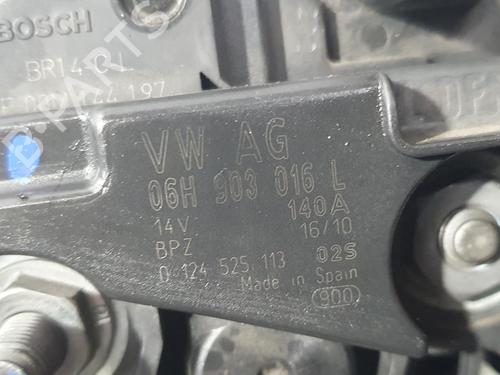 BOSCH
VW AG
06H 903 016 L
14V 140A
BPZ 16/10
0 124 525 113 02S
Made in Spain
900